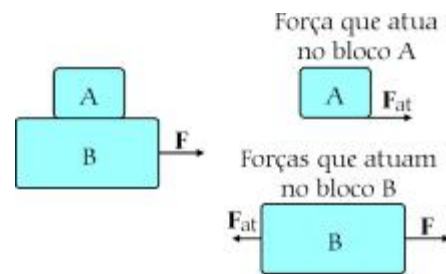 Força que atua
no bloco A
A
B
F
A
Fat
Forças que atuam
no bloco B
Fat
B
F